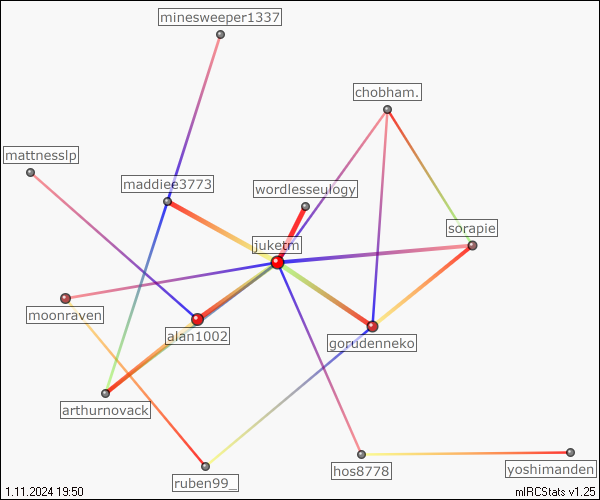 minesweeper1337
chobham.
mattnesslp
maddiee3773
wordlesseulogy
sorapie
juketm
moonraven
alan1002
gorudenneko
arthurnovack
ruben99_
hos8778
yoshimanden
1.11.2024 19:50
mIRCStats v1.25